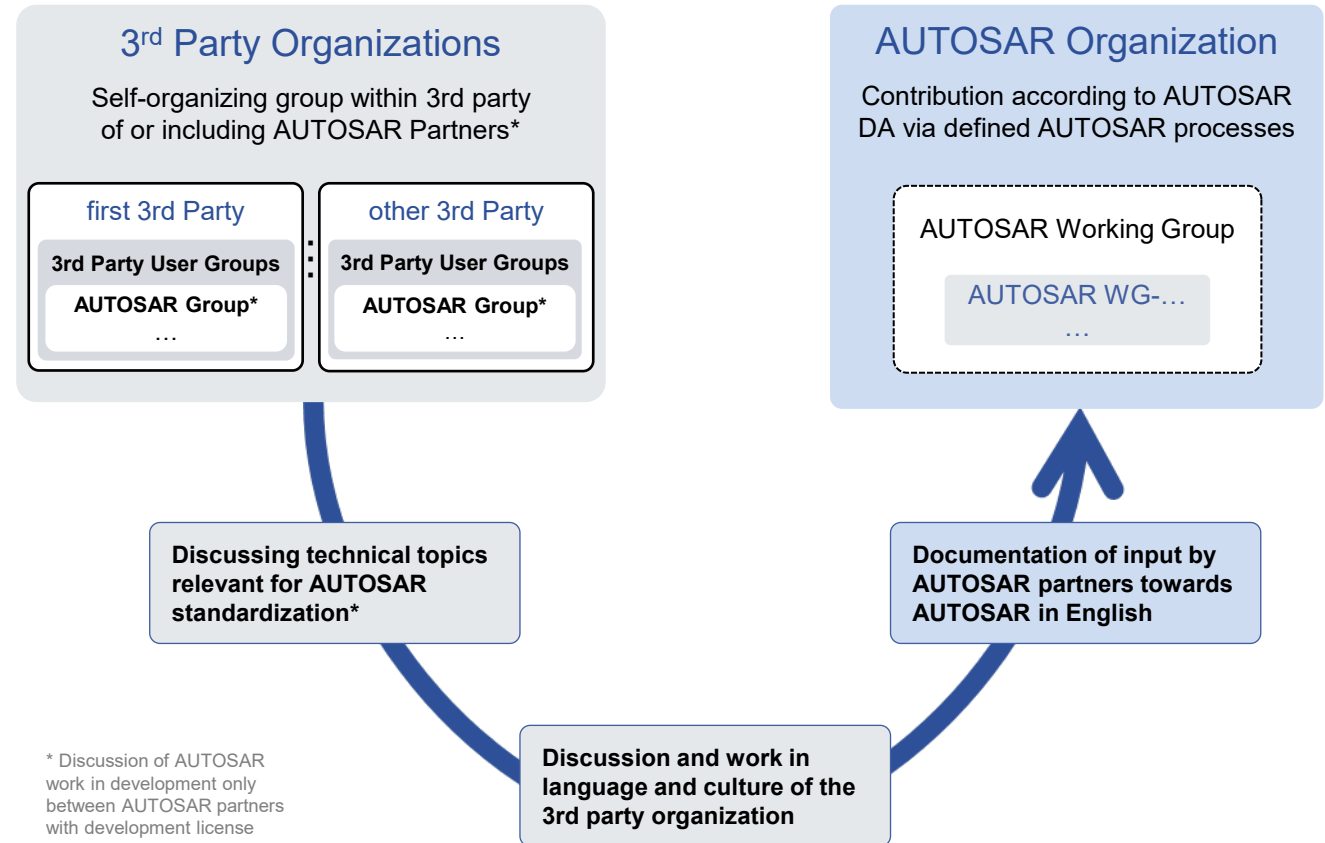 3rd Party Organizations
Self-organizing group within 3rd party
of or including AUTOSAR Partners*
first 3rd Party
3rd Party User Groups
AUTOSAR Group*
…
⋮
other 3rd Party
3rd Party User Groups
AUTOSAR Group*
…
AUTOSAR Organization
Contribution according to AUTOSAR
DA via defined AUTOSAR processes
AUTOSAR Working Group
AUTOSAR WG-…
…
Discussing technical topics
relevant for AUTOSAR
standardization*
Documentation of input by
AUTOSAR partners towards
AUTOSAR in English
Discussion and work in
language and culture of the
3rd party organization
* Discussion of AUTOSAR
work in development only
between AUTOSAR partners
with development license